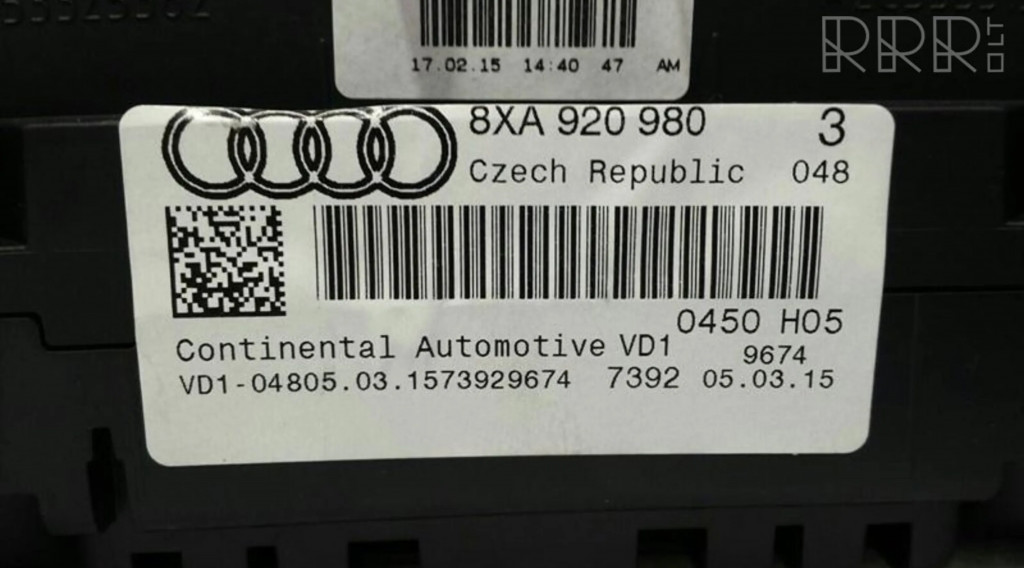 RRR.LT
17.02.15 14:40 47 AM
8XA 920 980 3
Czech Republic 048
0450 H05
Continental Automotive VD1 9674
VD1-04805.03.1573929674 7392 05.03.15